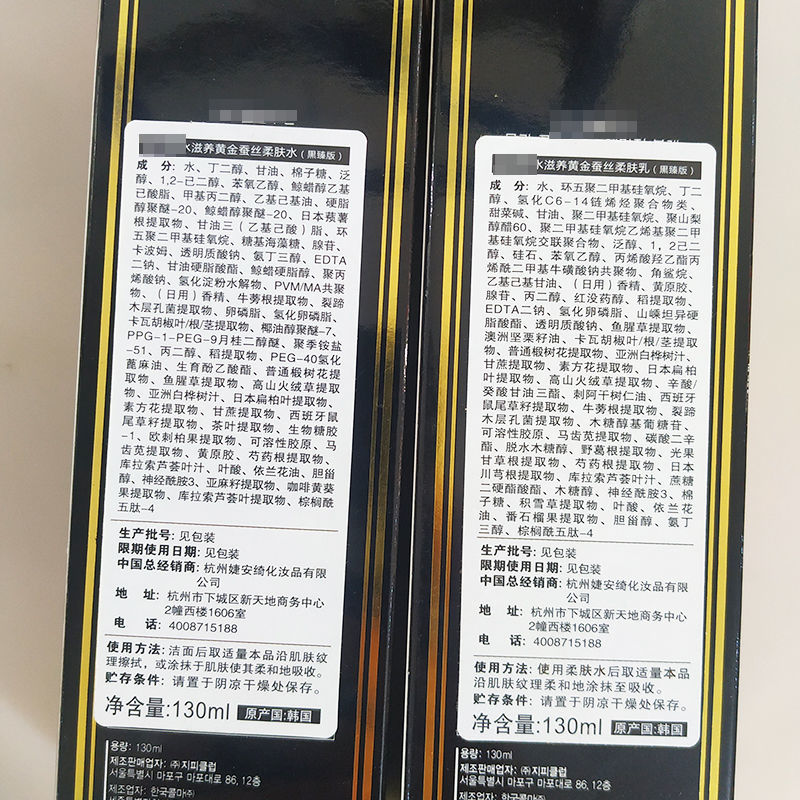 水滋养黄金蚕丝柔肤水(黑臻版)
成 分:水、丁二醇、甘油、棉子糖、泛
醇、1,2-己二醇、苯氧乙醇、鲸蜡醇乙基
已酸酯、甲基丙二醇、乙基己基油、硬脂
醇聚醚-20、鲸蜡醇聚醚-20、日本蔹薯
根提取物、甘油三(乙基己酸)脂、环
五聚二甲基硅氧烷、糖基海藻糖、腺苷、
卡波姆、透明质酸钠、氨丁三醇、EDTA
二钠、甘油硬脂酸酯、鲸蜡硬脂醇、聚丙
烯酸钠、氢化淀粉水解物、PVM/MA共聚
物、(日用)香精、牛蒡根提取物、裂蹄
木层孔菌提取物、卵磷脂、氢化卵磷脂、
卡瓦胡椒叶/根/茎提取物、椰油醇聚醚-7、
PPG-1-PEG-9月桂二醇醚、聚季铵盐
-51、丙二醇、稻提取物、PEG-40氢化
蓖麻油、生育酚乙酸酯、普通椴树花提
取物、鱼腥草提取物、高山火绒草提取
物、亚洲白桦树汁、日本扁柏叶提取物、
素方花提取物、甘蔗提取物、西班牙鼠
尾草籽提取物、茶叶提取物、生物糖胶
-1、欧刺柏果提取物、可溶性胶原、马
齿苋提取物、黄原胶、芍药根提取物、
库拉索芦荟叶汁、叶酸、依兰花油、胆甾
醇、神经酰胺3、亚麻籽提取物、咖啡黄葵
果提取物、库拉索芦荟叶提取物、棕榈酰
五肽-4
生产批号:见包装
限期使用日期:见包装
中国总经销商:杭州婕安绮化妆品有限
公司
地 址:杭州市下城区新天地商务中心
2幢西楼1606室
电 话:4008715188
使用方法:洁面后取适量本品沿肌肤纹
理擦拭,或涂抹于肌肤使其柔和地吸收。
贮存条件:请置于阴凉干燥处保存。
净含量:130ml 原产国:韩国
용량: 130ml
제조판매업자: (주)지피클럽
서울특별시 마포구 마포대로 86, 12층
제조업자: 한국콜마(주)
水滋养黄金蚕丝柔肤乳(黑臻版)
成 分:水、环五聚二甲基硅氧烷、丁二
醇、氢化C6-14链烯烃聚合物类、
甜菜碱、甘油、聚二甲基硅氧烷、聚山梨
醇醋60、聚二甲基硅氧烷乙烯基聚二甲
基硅氧烷交联聚合物、泛醇、1,2己二
醇、硅石、苯氧乙醇、丙烯酸羟乙酯/丙
烯酰二甲基牛磺酸钠共聚物、角鲨烷、
乙基己基甘油、(日用)香精、黄原胶、
腺苷、丙二醇、红没药醇、稻提取物、
EDTA二钠、氢化卵磷脂、山嵘坦异硬
脂酸酯、透明质酸钠、鱼腥草提取物、
澳洲坚栗籽油、卡瓦胡椒叶/根/茎提取
物、普通椴树花提取物、亚洲白桦树汁、
甘蔗提取物、素方花提取物、日本扁柏
叶提取物、高山火绒草提取物、辛酸/
癸酸甘油三酯、刺阿干树仁油、西班牙
鼠尾草籽提取物、牛蒡根提取物、裂蹄
木层孔菌提取物、木糖醇基葡糖苷、
可溶性胶原、马齿苋提取物、碳酸二辛
酯、脱水木糖醇、野葛根提取物、光果
甘草根提取物、芍药根提取物、日本
川芎根提取物、库拉索芦荟叶汁、蔗糖
二硬酯酸酯、木糖醇、神经酰胺3、棉
子糖、积雪草提取物、叶酸、依兰花
油、番石榴果提取物、胆甾醇、氨丁
三醇、棕榈酰五肽-4
生产批号:见包装
限期使用日期:见包装
中国总经销商:杭州婕安绮化妆品有限
公司
地 址:杭州市下城区新天地商务中心
2幢西楼1606室
电 话:4008715188
使用方法:使用柔肤水后取适量本品
沿肌肤纹理柔和地涂抹至吸收。
贮存条件:请置于阴凉干燥处保存。
净含量:130ml 原产国:韩国
용량: 130ml
제조판매업자: (주)지피클럽
서울특별시 마포구 마포대로 86, 12층
제조업자: 한국콜마(주)